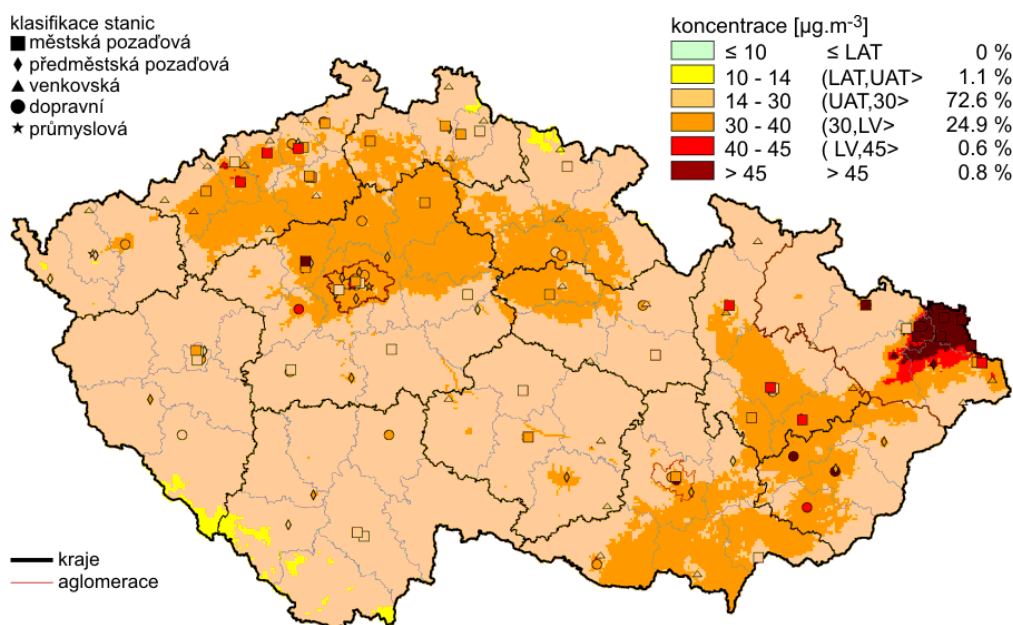 klasifikace stanic
městská pozaďová
předměstská pozaďová
venkovská
dopravní
průmyslová
koncentrace [µg.m-3]
≤ 10 ≤ LAT 0 %
10 - 14 (LAT,UAT> 1.1 %
14 - 30 (UAT,30> 72.6 %
30 - 40 (30,LV> 24.9 %
40 - 45 ( LV,45> 0.6 %
> 45 > 45 0.8 %
kraje
aglomerace